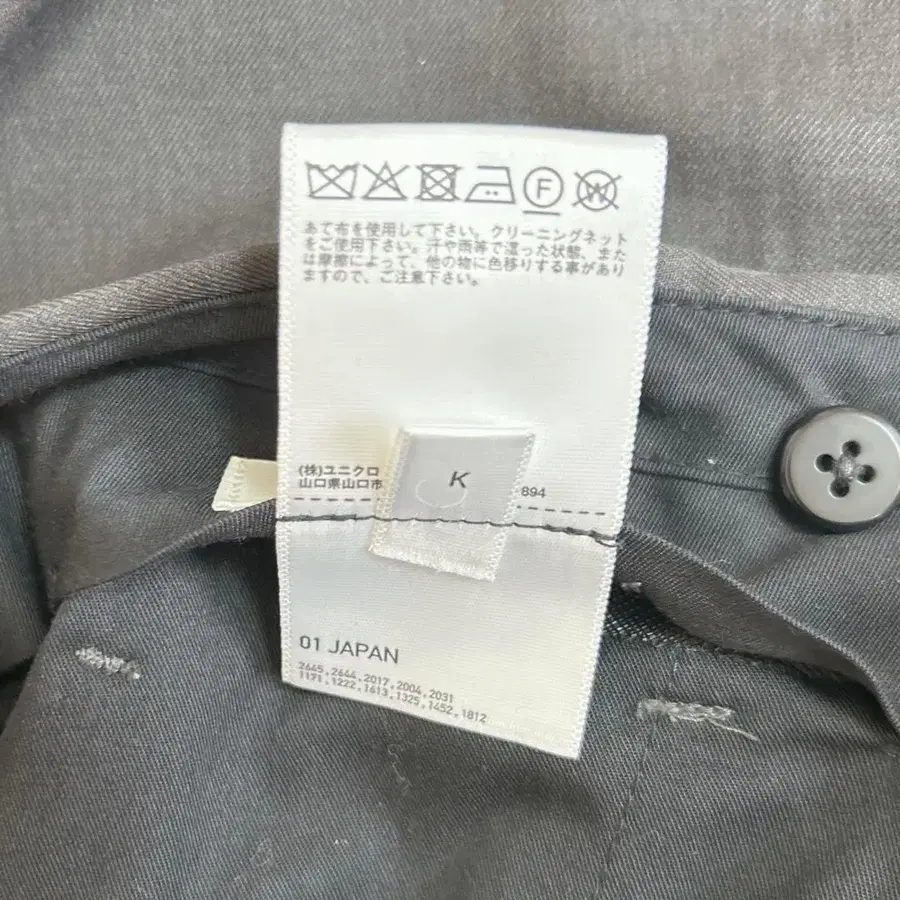 F
W
あて布を使用して下さい。クリーニングネット
をご使用下さい。汗や雨等で湿った状態、また
は摩擦によって、他の物に色移りする事があり
ますので、ご注意下さい。
(株)ユニクロ
山口県山口市
894
K
01 JAPAN
2645,2644,2017,2004,2031
1171,1222,1613,1325,1452,1812